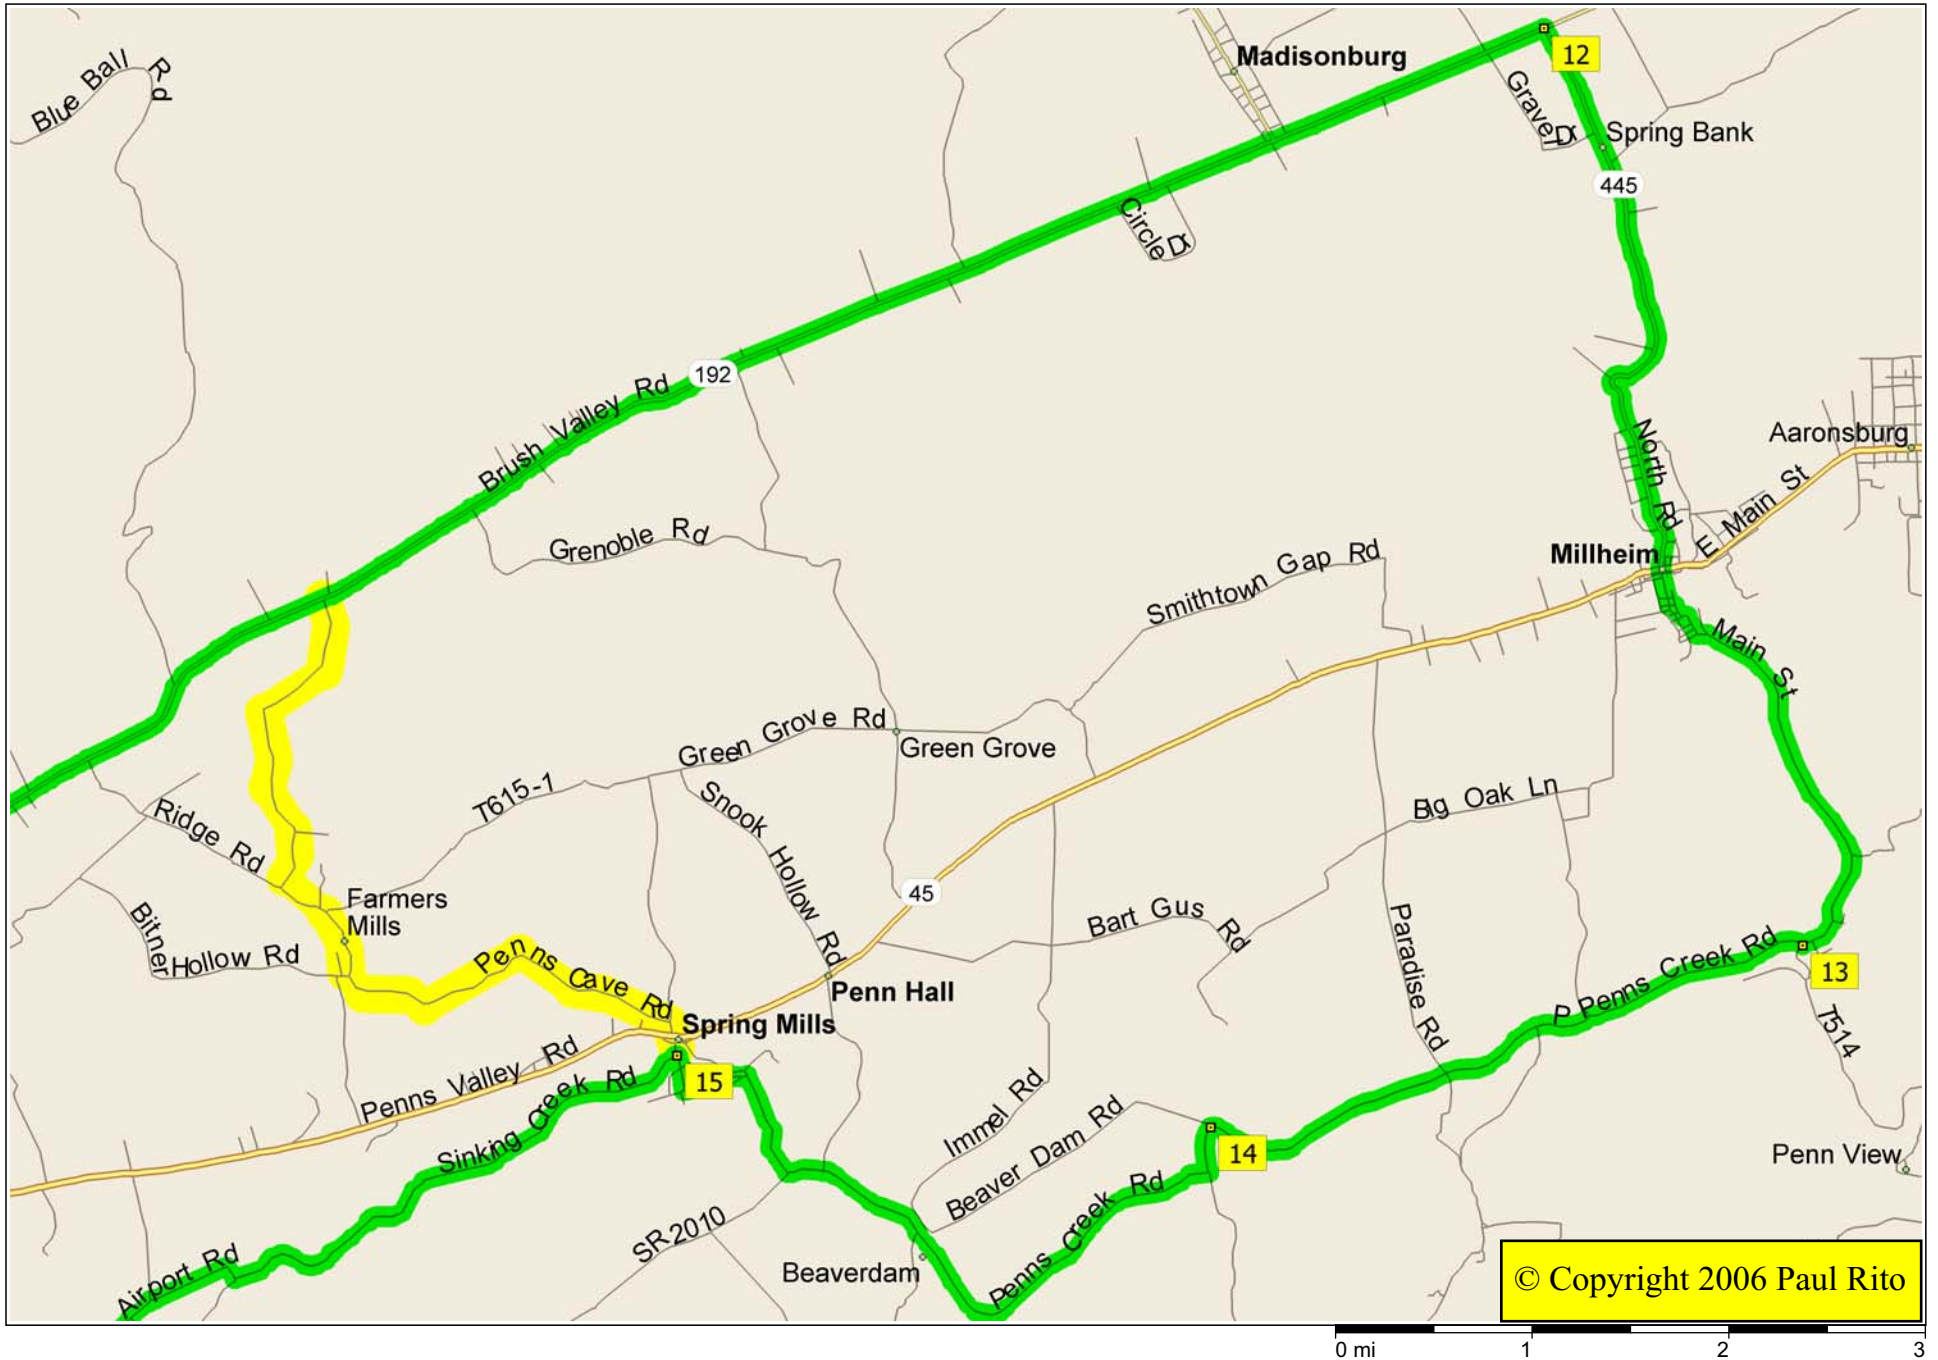 Blue Ball Rd
Madisonburg
12
Gravel Dr
Spring Bank
445
Circle Dr
192
Brush Valley Rd
Aaronsburg
North Rd
E Main St
Grenoble Rd
Smithtown Gap Rd
Millheim
Main St
Green Grove Rd
Green Grove
T615-1
Snook Hollow Rd
Big Oak Ln
Ridge Rd
45
Farmers
Mills
Bitner Hollow Rd
Bart Gus Rd
Paradise Rd
Penns Cave Rd
P Penns Creek Rd
13
Penn Hall
Spring Mills
T514
Penns Valley Rd
15
Sinking Creek Rd
Immel Rd
Beaver Dam Rd
14
Penn View
Penns Creek Rd
SR2010
Airport Rd
Beaverdam
© Copyright 2006 Paul Rito
0 mi 1 2 3